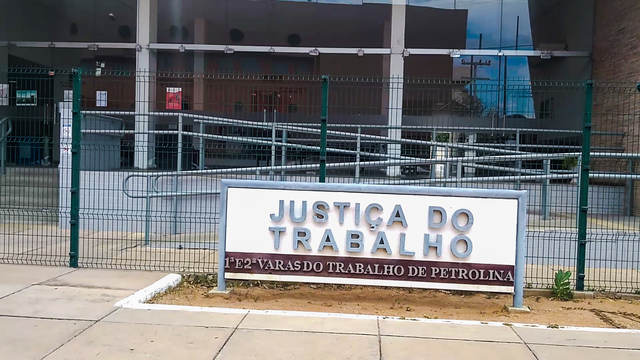 JUSTIÇA DO
TRABALHO
1ª E 2ª VARAS DO TRABALHO DE PETROLINA